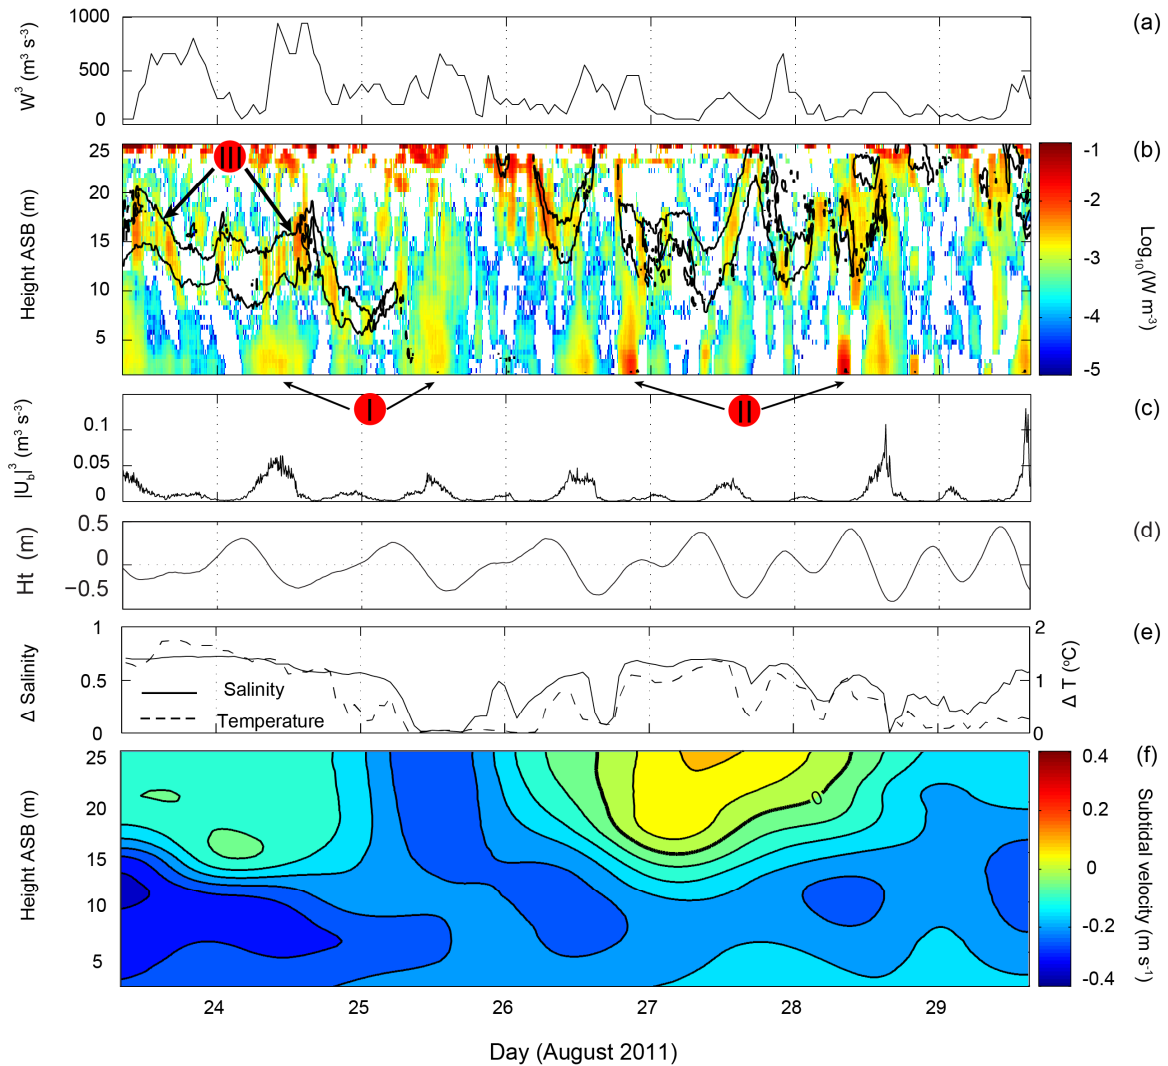 (a)
W³ (m³ s⁻³)
1000
500
0
III
(b)
Height ASB (m)
25
20
15
10
5
-1
-2
-3
-4
-5
Log₁₀(W m⁻³)
I
II
(c)
|U_b|³ (m³ s⁻³)
0.1
0.05
0
(d)
Ht (m)
0.5
0
−0.5
(e)
Δ Salinity
1
0.5
0
Salinity
Temperature
2
1
0
Δ T (ºC)
(f)
Height ASB (m)
25
20
15
10
5
0
0.4
0.2
0
-0.2
-0.4
Subtidal velocity (m s⁻¹)
24 25 26 27 28 29
Day (August 2011)